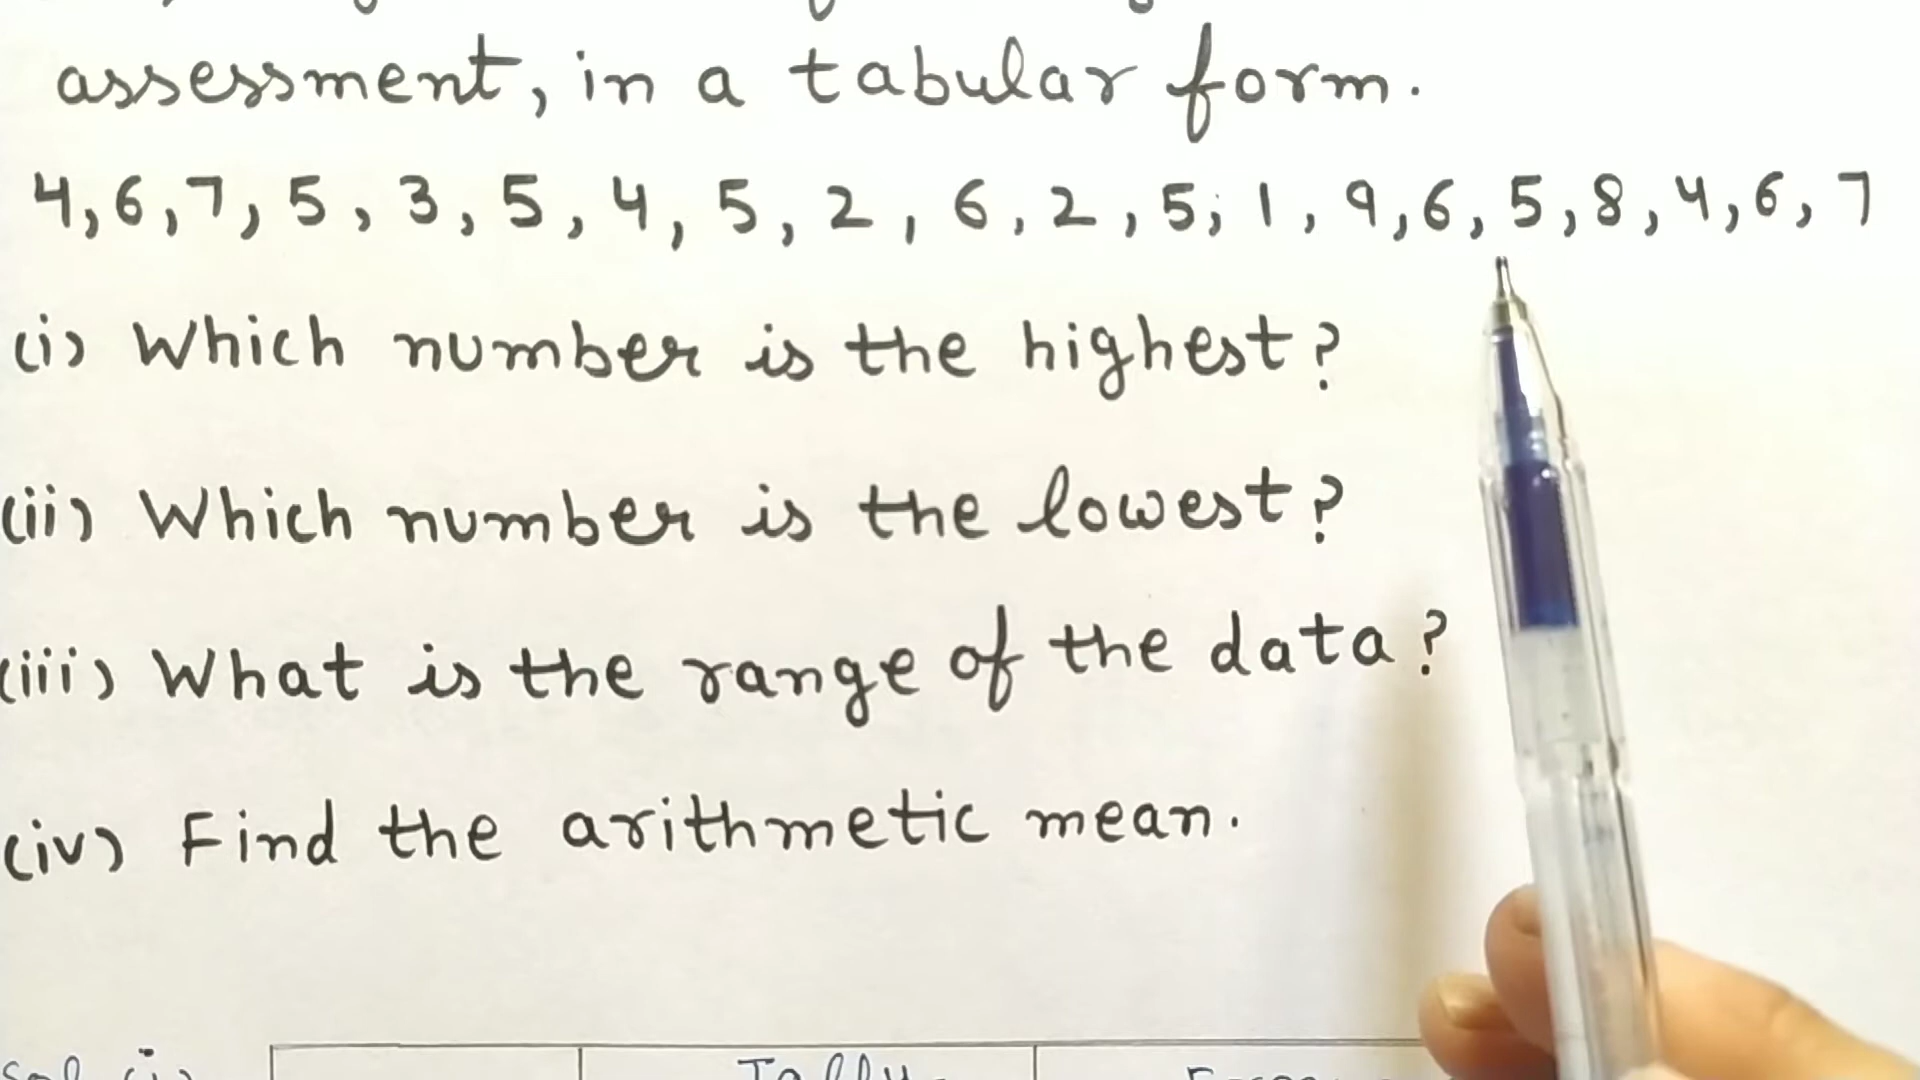 assessment, in a tabular form.
4,6,7,5,3,5,4,5,2,6,2,5,1,9,6,5,8,4,6,7
(i) Which number is the highest?
(ii) Which number is the lowest?
(iii) What is the range of the data?
(iv) Find the arithmetic mean.
Tally